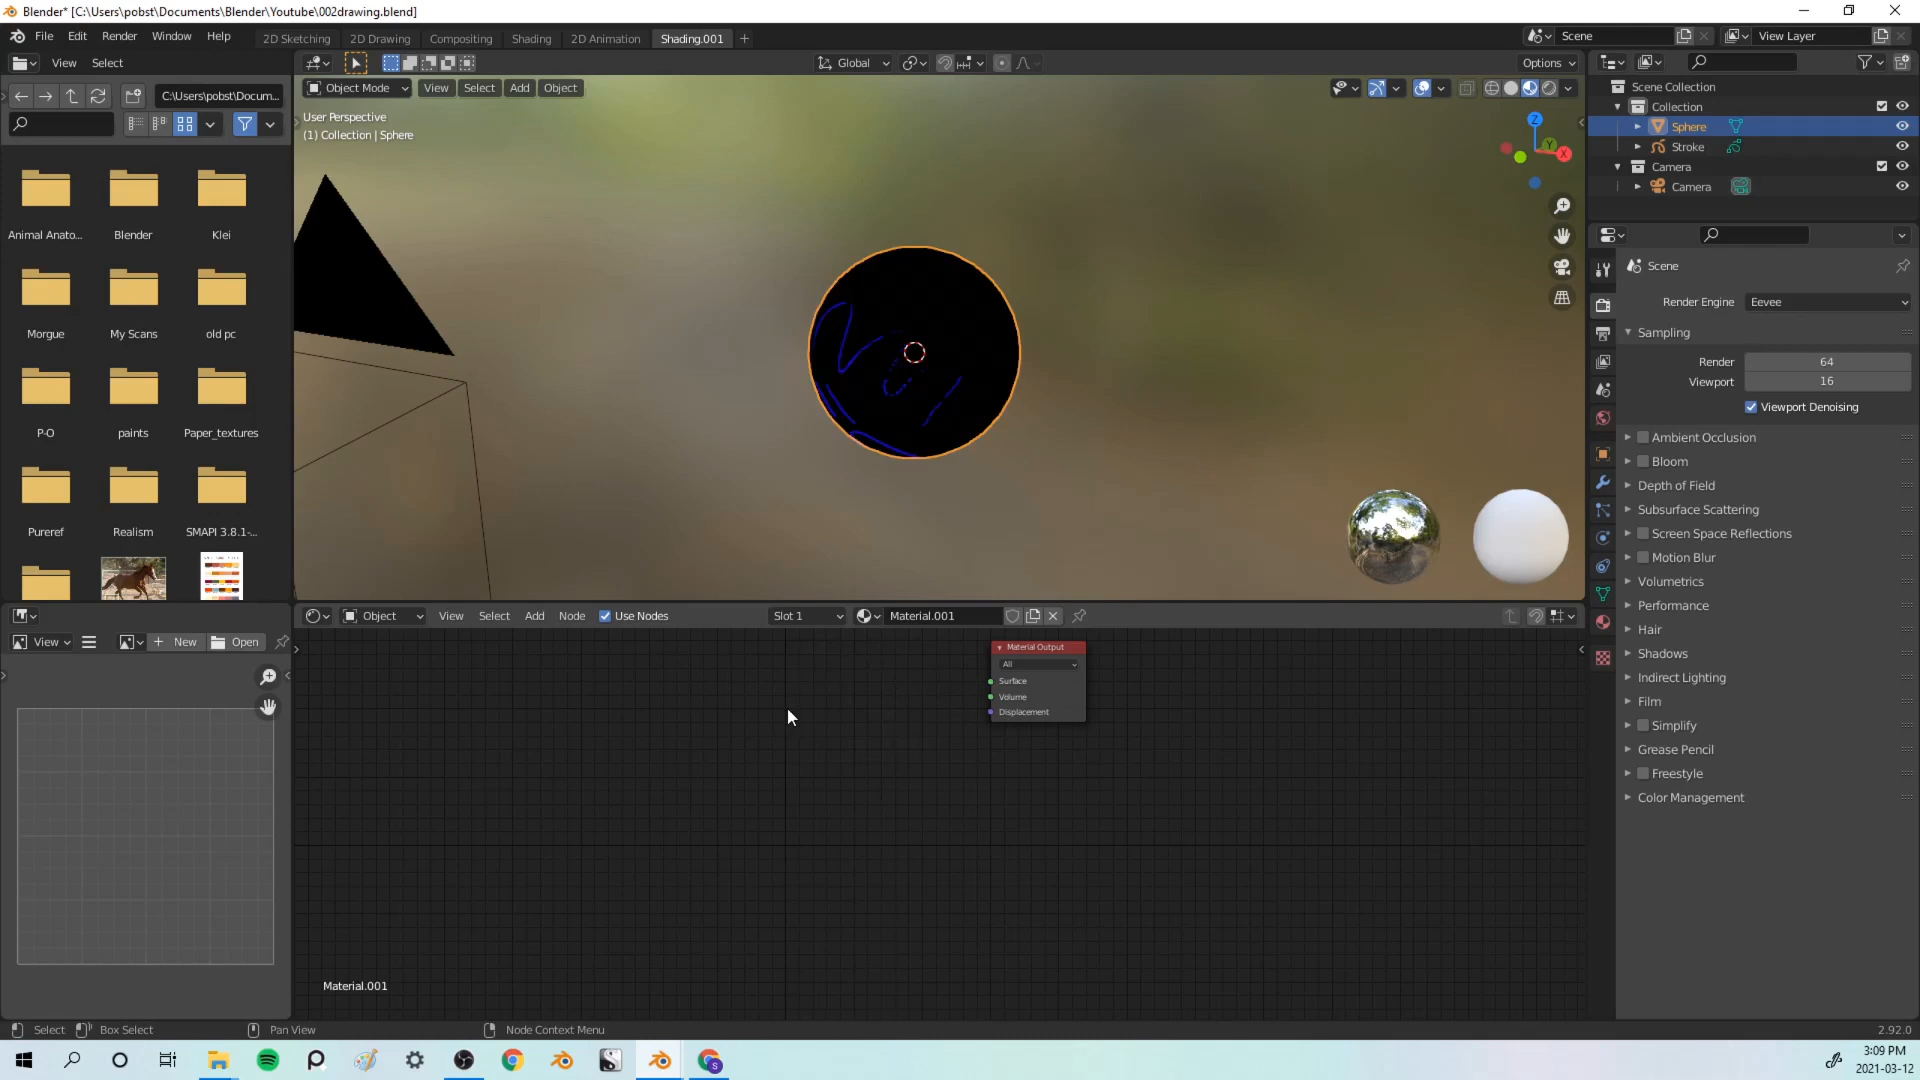 Blender* [C:\Users\pobst\Documents\Blender\Youtube\002drawing.blend]
File Edit Render Window Help 2D Sketching 2D Drawing Compositing Shading 2D Animation Shading.001 Scene View Layer
View Select Global Options
C:\Users\pobst\Docum... Object Mode View Select Add Object
User Perspective
(1) Collection | Sphere
Z
Y
X
Animal Anato... Blender Klei
Morgue My Scans old pc
P-O paints Paper_textures
Pureref Realism SMAPI 3.8.1-...
Scene Collection
Collection
Sphere
Stroke
Camera
Camera
Scene
Render Engine Eevee
Sampling
Render 64
Viewport 16
Viewport Denoising
Ambient Occlusion
Bloom
Depth of Field
Subsurface Scattering
Screen Space Reflections
Motion Blur
Volumetrics
Performance
Hair
Shadows
Indirect Lighting
Film
Simplify
Grease Pencil
Freestyle
Color Management
Object View Select Add Node Use Nodes Slot 1 Material.001
View New Open
Material Output
All
Surface
Volume
Displacement
Material.001
Select Box Select Pan View Node Context Menu 2.92.0
3:09 PM
2021-03-12